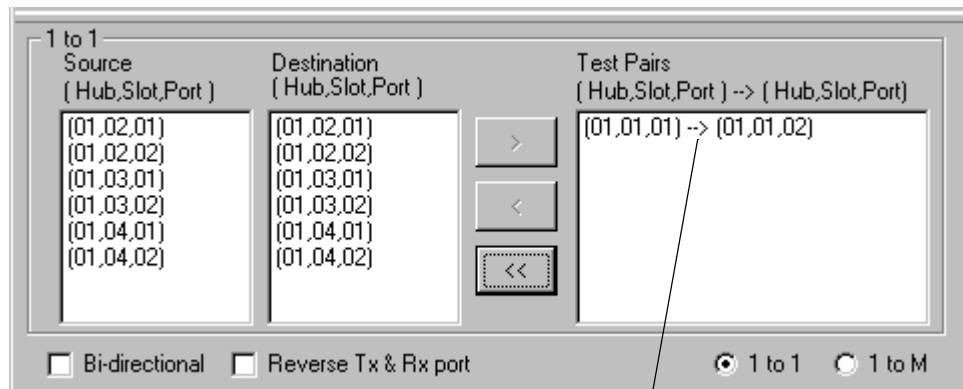 1 to 1
Source
( Hub,Slot,Port )
(01,02,01)
(01,02,02)
(01,03,01)
(01,03,02)
(01,04,01)
(01,04,02)
Destination
( Hub,Slot,Port )
(01,02,01)
(01,02,02)
(01,03,01)
(01,03,02)
(01,04,01)
(01,04,02)
>
<
<<
Test Pairs
( Hub,Slot,Port ) --> ( Hub,Slot,Port)
(01,01,01) --> (01,01,02)
Bi-directional
Reverse Tx & Rx port
1 to 1
1 to M